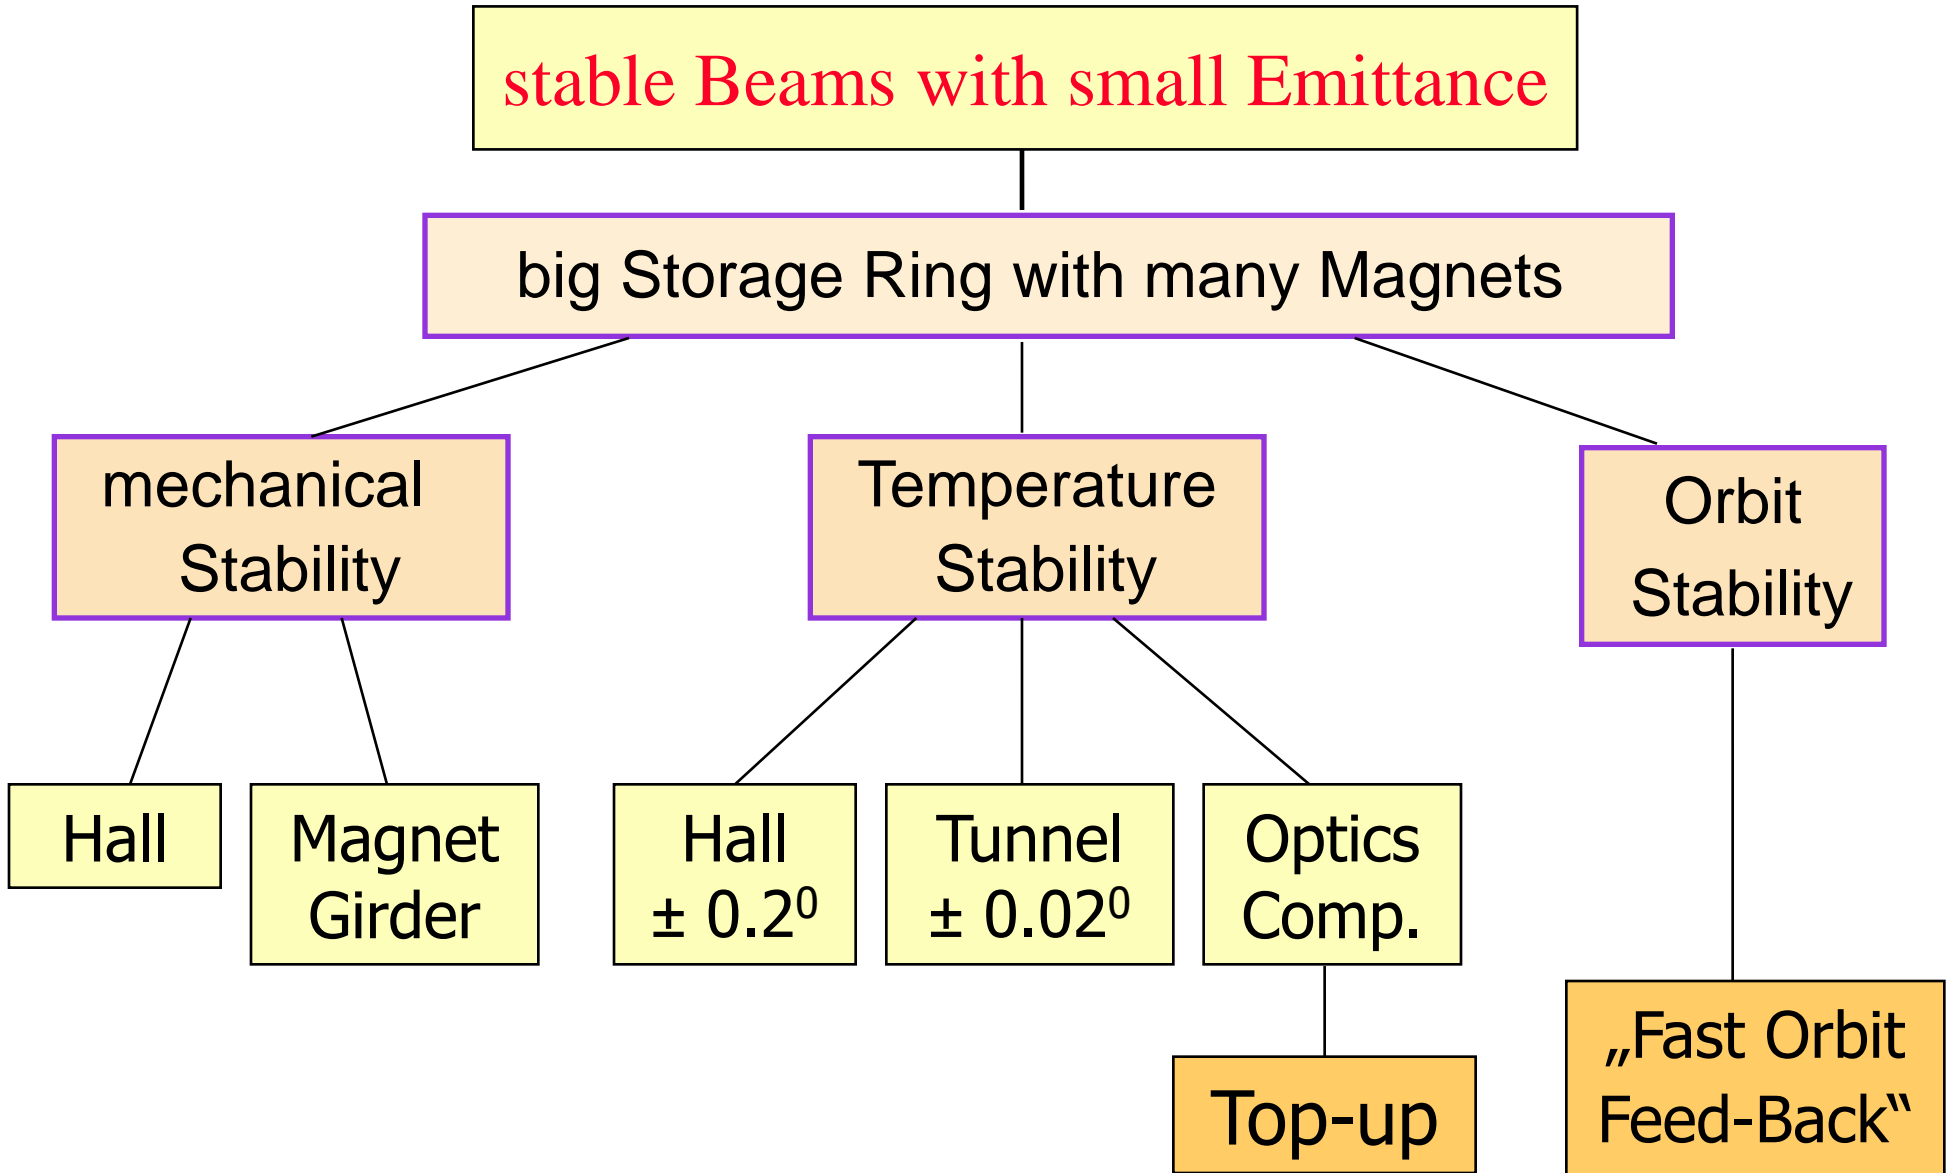 stable Beams with small Emittance
big Storage Ring with many Magnets
mechanical
Stability
Temperature
Stability
Orbit
Stability
Hall
Magnet
Girder
Hall
± 0.2⁰
Tunnel
± 0.02⁰
Optics
Comp.
Top-up
„Fast Orbit
Feed-Back“